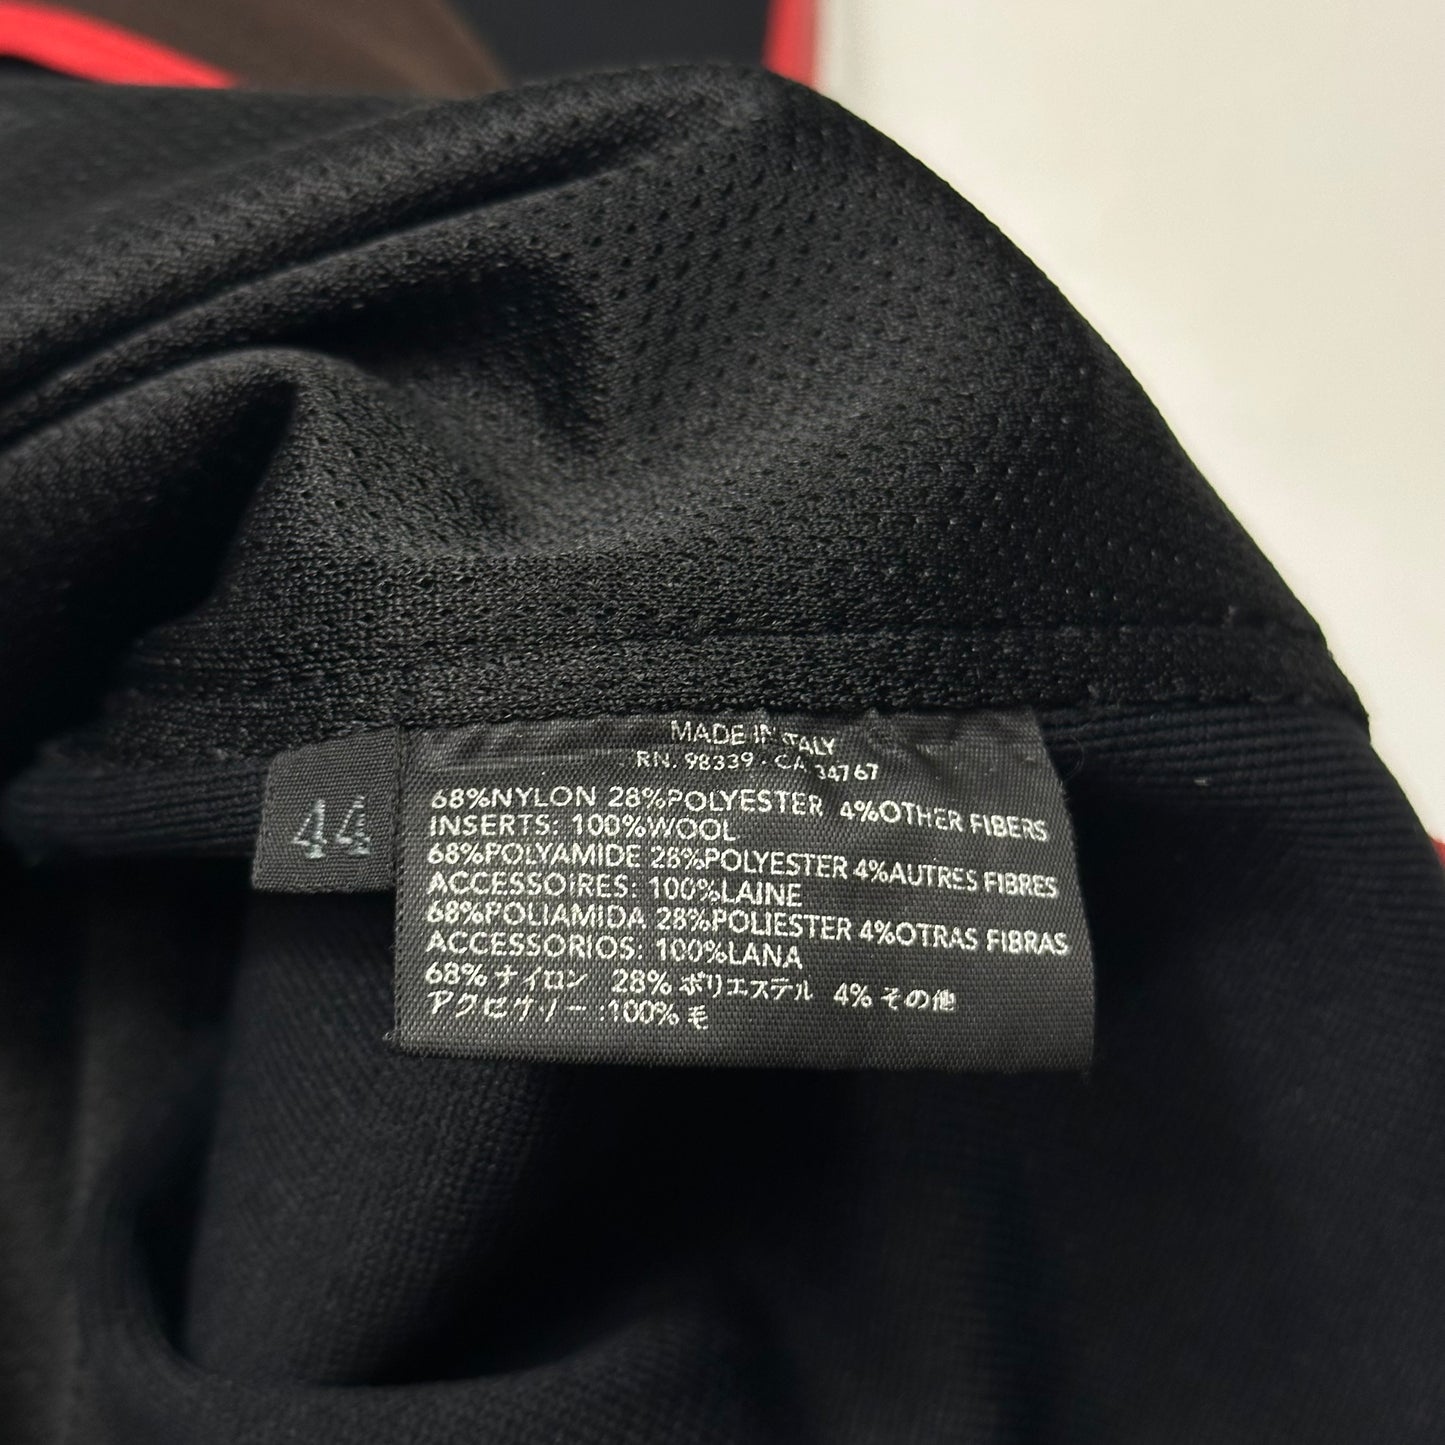 MADE IN ITALY
RN. 98339 - CA 34767
44
68%NYLON 28%POLYESTER 4%OTHER FIBERS
INSERTS: 100%WOOL
68%POLYAMIDE 28%POLYESTER 4%AUTRES FIBRES
ACCESSOIRES: 100%LAINE
68%POLIAMIDA 28%POLIESTER 4%OTRAS FIBRAS
ACCESSORIOS: 100%LANA
68% ナイロン 28% ポリエステル 4% その他
アクセサリー :100% 毛